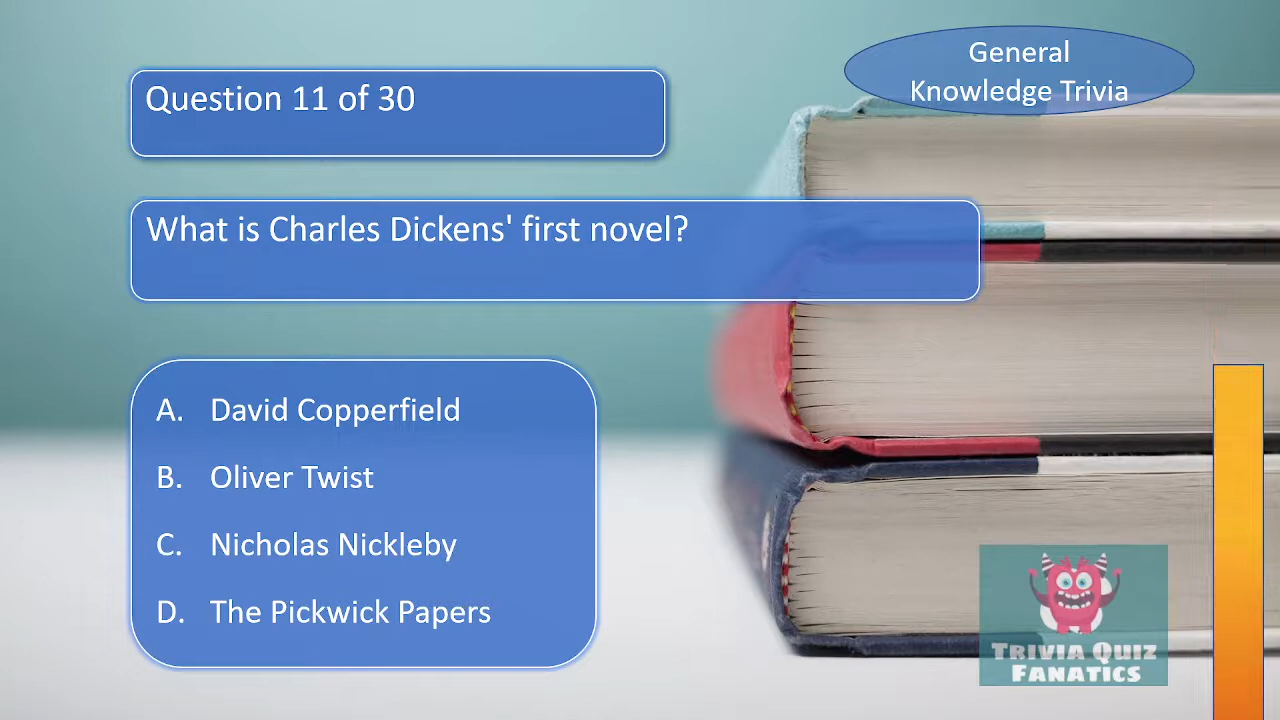 General
Knowledge Trivia
Question 11 of 30
What is Charles Dickens' first novel?
A. David Copperfield
B. Oliver Twist
C. Nicholas Nickleby
D. The Pickwick Papers
Trivia Quiz
Fanatics